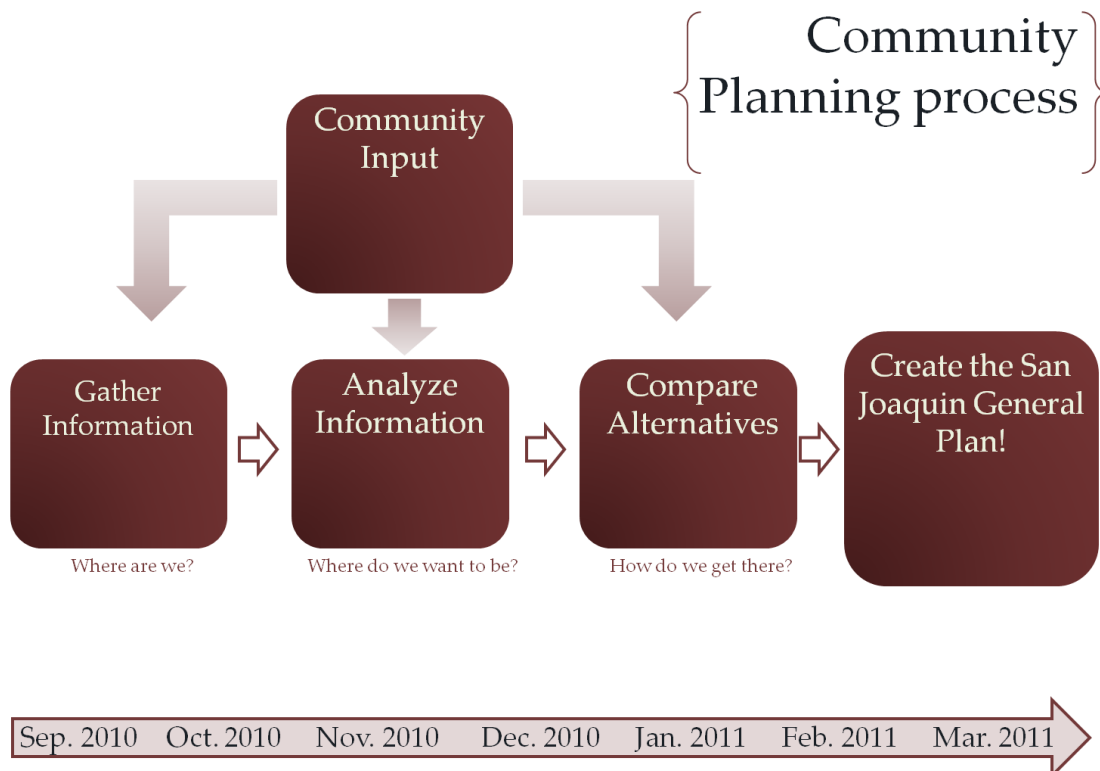 Community
Planning process
Community
Input
Gather
Information
Analyze
Information
Compare
Alternatives
Create the San
Joaquin General
Plan!
Where are we?
Where do we want to be?
How do we get there?
Sep. 2010 Oct. 2010 Nov. 2010 Dec. 2010 Jan. 2011 Feb. 2011 Mar. 2011